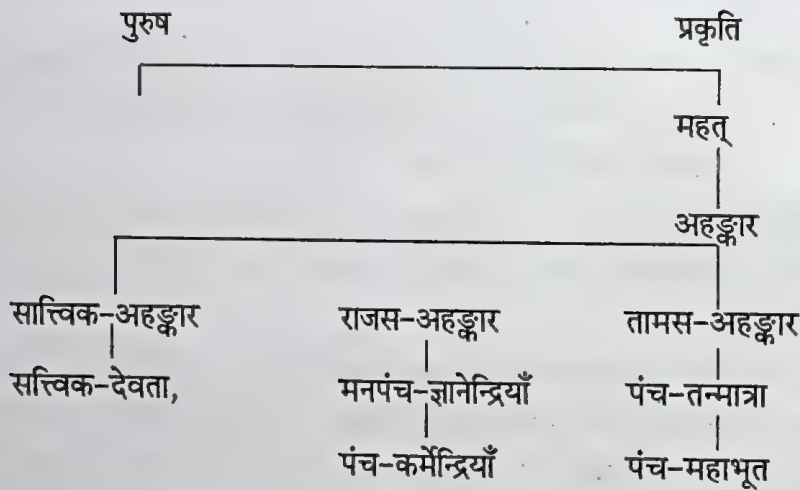 पुरुष प्रकृति
महत्
अहङ्कार
सात्त्विक-अहङ्कार राजस-अहङ्कार तामस-अहङ्कार
सत्त्विक-देवता, मनपंच-ज्ञानेन्द्रियाँ पंच-तन्मात्रा
पंच-कर्मेन्द्रियाँ पंच-महाभूत